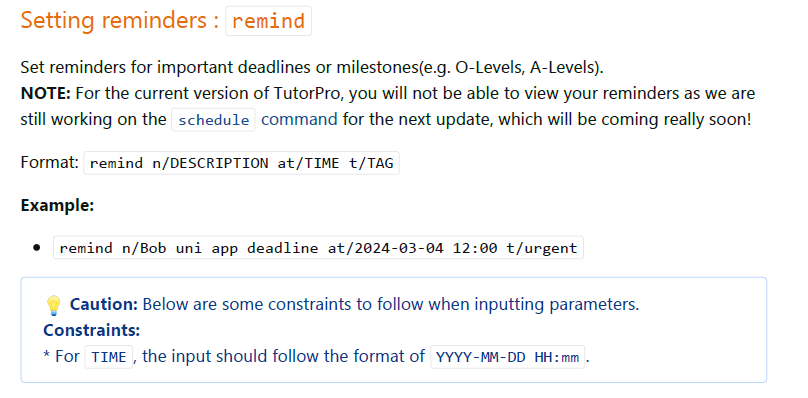 Setting reminders : remind
Set reminders for important deadlines or milestones(e.g. O-Levels, A-Levels).
NOTE: For the current version of TutorPro, you will not be able to view your reminders as we are
still working on the schedule command for the next update, which will be coming really soon!
Format: remind n/DESCRIPTION at/TIME t/TAG
Example:
• remind n/Bob uni app deadline at/2024-03-04 12:00 t/urgent
💡 Caution: Below are some constraints to follow when inputting parameters.
Constraints:
* For TIME, the input should follow the format of YYYY-MM-DD HH:mm.